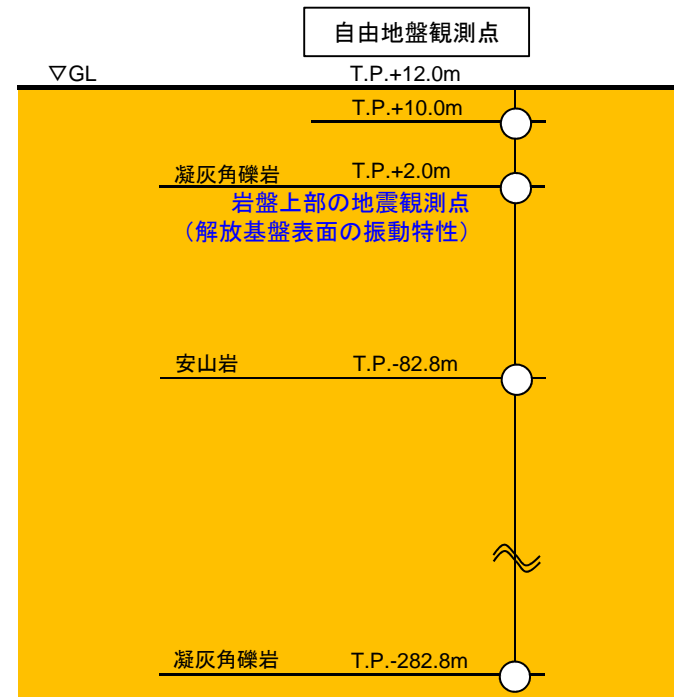 自由地盤観測点
▽GL T.P.+12.0m
T.P.+10.0m
凝灰角礫岩 T.P.+2.0m
岩盤上部の地震観測点
(解放基盤表面の振動特性)
安山岩 T.P.-82.8m
凝灰角礫岩 T.P.-282.8m